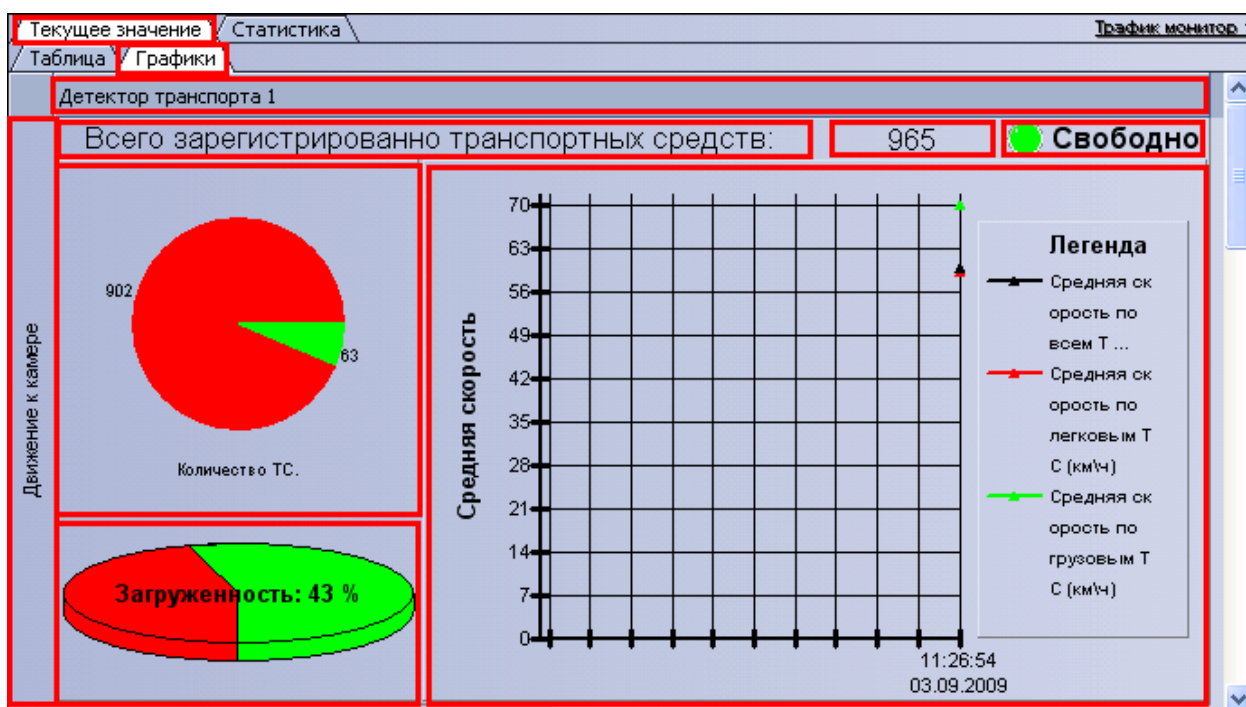 Текущее значение Статистика Трафик монитор
Таблица Графики
Детектор транспорта 1
Всего зарегистрированно транспортных средств: 965 Свободно
Движение к камере
902
63
Количество ТС.
Загруженность: 43 %
Средняя скорость
70
63
56
49
42
35
28
21
14
7
0
11:26:54
03.09.2009
Легенда
Средняя ск
орость по
всем Т ...
Средняя ск
орость по
легковым Т
С (км\ч)
Средняя ск
орость по
грузовым Т
С (км\ч)